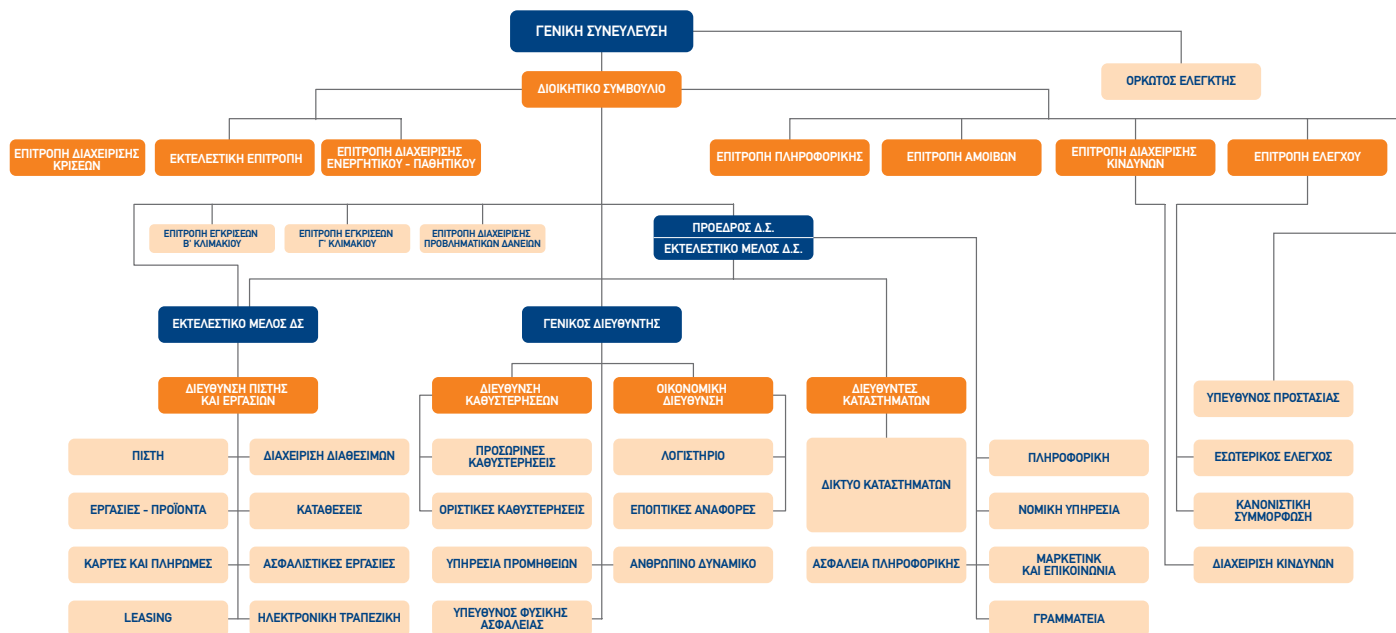 ΓΕΝΙΚΗ ΣΥΝΕΥΛΕΥΣΗ
ΟΡΚΩΤΟΣ ΕΛΕΓΚΤΗΣ
ΔΙΟΙΚΗΤΙΚΟ ΣΥΜΒΟΥΛΙΟ
ΕΠΙΤΡΟΠΗ ΔΙΑΧΕΙΡΙΣΗΣ
ΚΡΙΣΕΩΝ
ΕΚΤΕΛΕΣΤΙΚΗ ΕΠΙΤΡΟΠΗ
ΕΠΙΤΡΟΠΗ ΔΙΑΧΕΙΡΙΣΗΣ
ΕΝΕΡΓΗΤΙΚΟΥ - ΠΑΘΗΤΙΚΟΥ
ΕΠΙΤΡΟΠΗ ΠΛΗΡΟΦΟΡΙΚΗΣ
ΕΠΙΤΡΟΠΗ ΑΜΟΙΒΩΝ
ΕΠΙΤΡΟΠΗ ΔΙΑΧΕΙΡΙΣΗΣ
ΚΙΝΔΥΝΩΝ
ΕΠΙΤΡΟΠΗ ΕΛΕΓΧΟΥ
ΕΠΙΤΡΟΠΗ ΕΓΚΡΙΣΕΩΝ
Β' ΚΛΙΜΑΚΙΟΥ
ΕΠΙΤΡΟΠΗ ΕΓΚΡΙΣΕΩΝ
Γ' ΚΛΙΜΑΚΙΟΥ
ΕΠΙΤΡΟΠΗ ΔΙΑΧΕΙΡΙΣΗΣ
ΠΡΟΒΛΗΜΑΤΙΚΩΝ ΔΑΝΕΙΩΝ
ΠΡΟΕΔΡΟΣ Δ.Σ.
ΕΚΤΕΛΕΣΤΙΚΟ ΜΕΛΟΣ Δ.Σ.
ΕΚΤΕΛΕΣΤΙΚΟ ΜΕΛΟΣ ΔΣ
ΓΕΝΙΚΟΣ ΔΙΕΥΘΥΝΤΗΣ
ΔΙΕΥΘΥΝΣΗ ΠΙΣΤΗΣ
ΚΑΙ ΕΡΓΑΣΙΩΝ
ΔΙΕΥΘΥΝΣΗ
ΚΑΘΥΣΤΕΡΗΣΕΩΝ
ΟΙΚΟΝΟΜΙΚΗ
ΔΙΕΥΘΥΝΣΗ
ΔΙΕΥΘΥΝΤΕΣ
ΚΑΤΑΣΤΗΜΑΤΩΝ
ΥΠΕΥΘΥΝΟΣ ΠΡΟΣΤΑΣΙΑΣ
ΠΙΣΤΗ
ΔΙΑΧΕΙΡΙΣΗ ΔΙΑΘΕΣΙΜΩΝ
ΠΡΟΣΩΡΙΝΕΣ
ΚΑΘΥΣΤΕΡΗΣΕΙΣ
ΛΟΓΙΣΤΗΡΙΟ
ΔΙΚΤΥΟ ΚΑΤΑΣΤΗΜΑΤΩΝ
ΠΛΗΡΟΦΟΡΙΚΗ
ΕΣΩΤΕΡΙΚΟΣ ΕΛΕΓΧΟΣ
ΕΡΓΑΣΙΕΣ - ΠΡΟΪΟΝΤΑ
ΚΑΤΑΘΕΣΕΙΣ
ΟΡΙΣΤΙΚΕΣ ΚΑΘΥΣΤΕΡΗΣΕΙΣ
ΕΠΟΠΤΙΚΕΣ ΑΝΑΦΟΡΕΣ
ΝΟΜΙΚΗ ΥΠΗΡΕΣΙΑ
ΚΑΝΟΝΙΣΤΙΚΗ
ΣΥΜΜΟΡΦΩΣΗ
ΚΑΡΤΕΣ ΚΑΙ ΠΛΗΡΩΜΕΣ
ΑΣΦΑΛΙΣΤΙΚΕΣ ΕΡΓΑΣΙΕΣ
ΥΠΗΡΕΣΙΑ ΠΡΟΜΗΘΕΙΩΝ
ΑΝΘΡΩΠΙΝΟ ΔΥΝΑΜΙΚΟ
ΑΣΦΑΛΕΙΑ ΠΛΗΡΟΦΟΡΙΚΗΣ
ΜΑΡΚΕΤΙΝΚ
ΚΑΙ ΕΠΙΚΟΙΝΩΝΙΑ
ΔΙΑΧΕΙΡΙΣΗ ΚΙΝΔΥΝΩΝ
LEASING
ΗΛΕΚΤΡΟΝΙΚΗ ΤΡΑΠΕΖΙΚΗ
ΥΠΕΥΘΥΝΟΣ ΦΥΣΙΚΗΣ
ΑΣΦΑΛΕΙΑΣ
ΓΡΑΜΜΑΤΕΙΑ